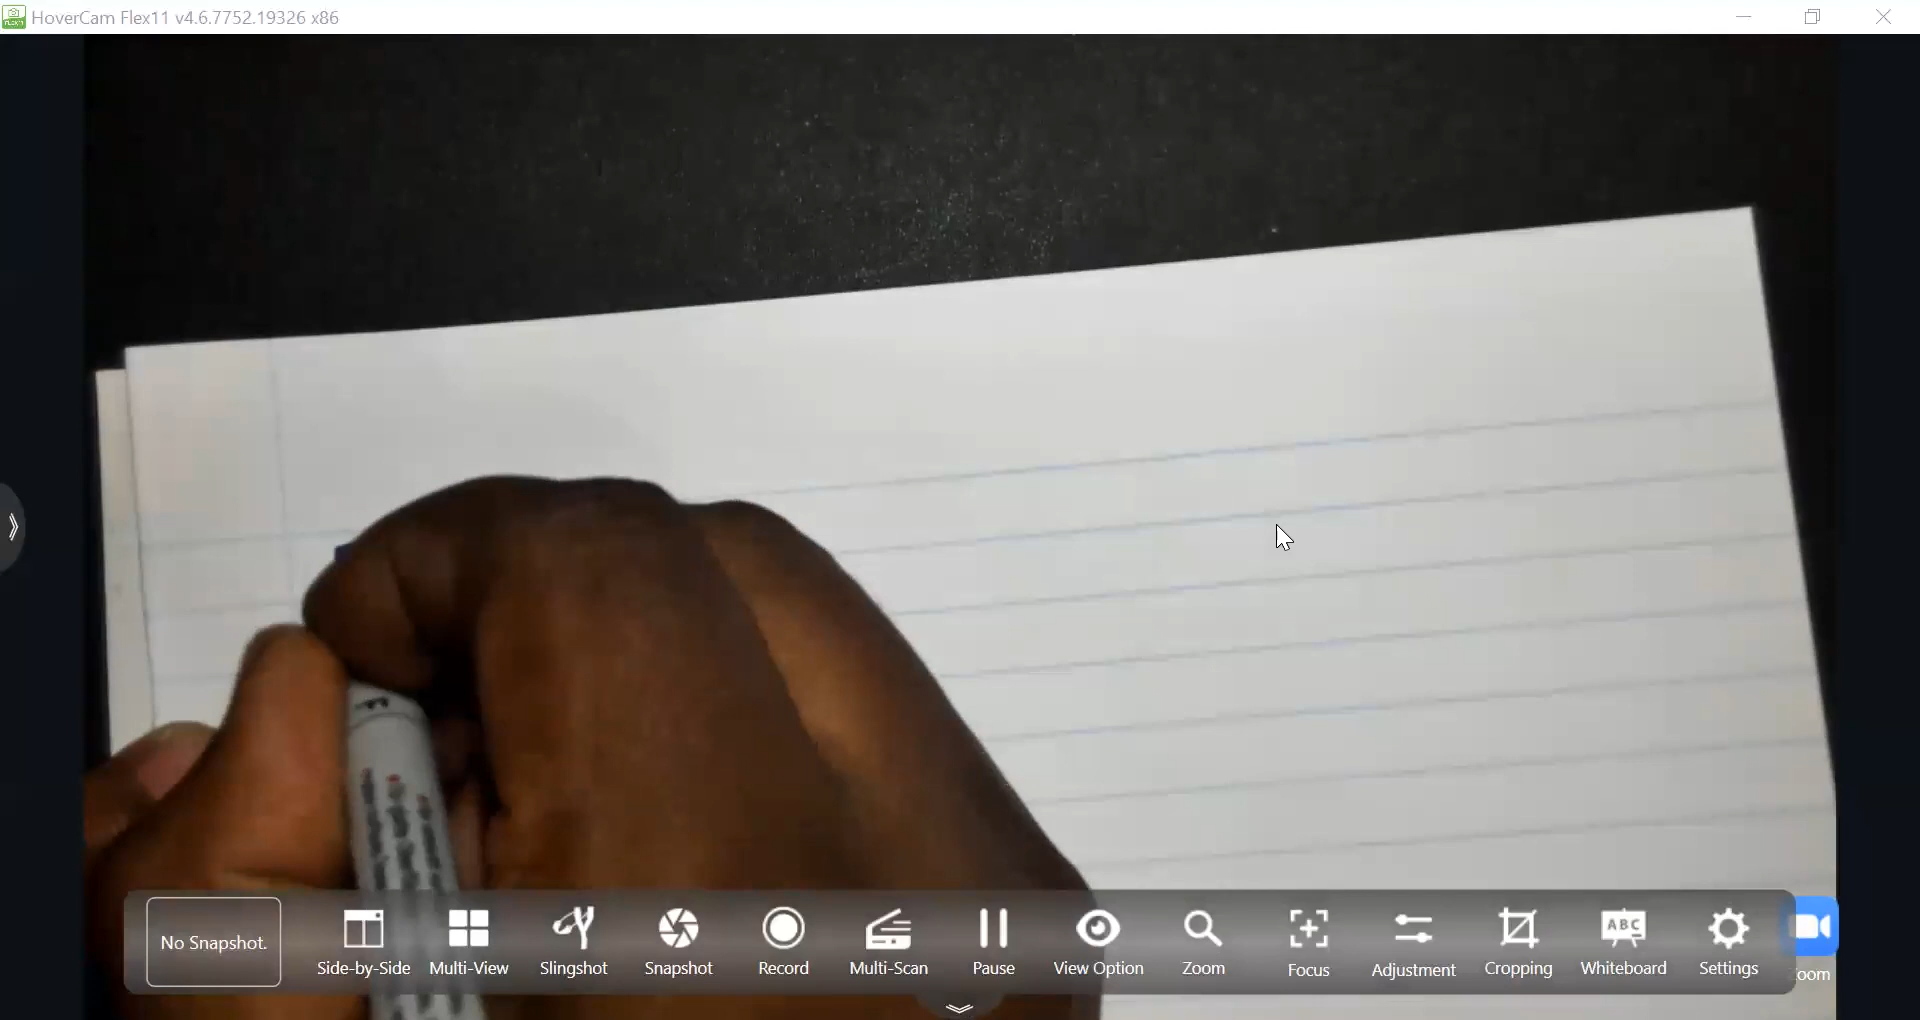 HoverCam Flex11 v4.6.7752.19326 x86
No Snapshot.
Side-by-Side
Multi-View
Slingshot
Snapshot
Record
Multi-Scan
Pause
View Option
Zoom
Focus
Adjustment
Cropping
ABC
Whiteboard
Settings
oom